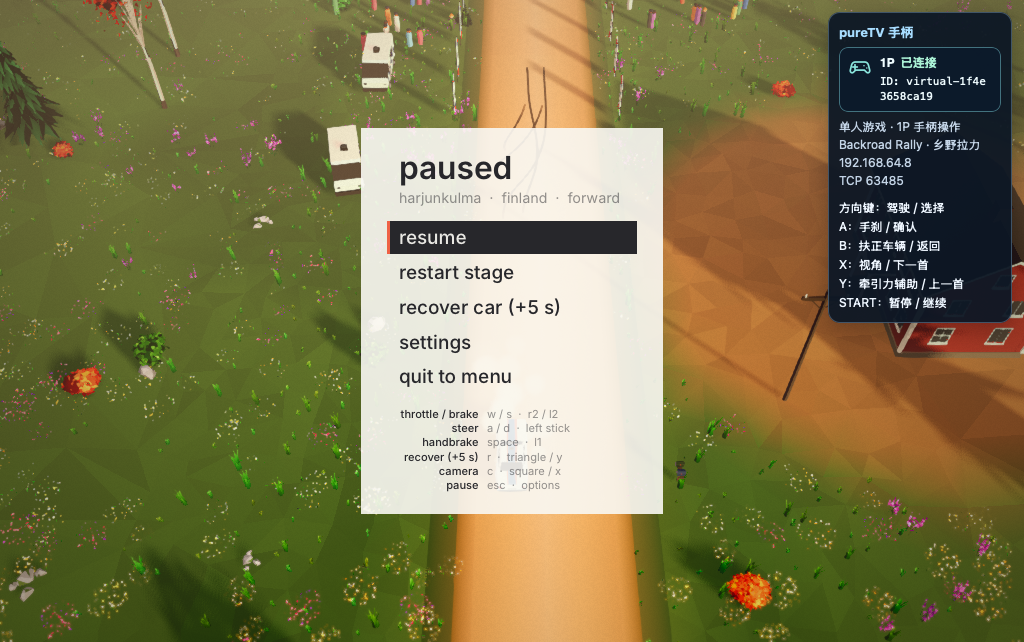 paused
harjunkulma · finland · forward
resume
restart stage
recover car (+5 s)
settings
quit to menu
throttle / brake w / s · r2 / l2
steer a / d · left stick
handbrake space · l1
recover (+5 s) r · triangle / y
camera c · square / x
pause esc · options
pureTV 手柄
1P 已连接
ID: virtual-1f4e
3658ca19
单人游戏 · 1P 手柄操作
Backroad Rally · 乡野拉力
192.168.64.8
TCP 63485
方向键：驾驶 / 选择
A：手刹 / 确认
B：扶正车辆 / 返回
X：视角 / 下一首
Y：牵引力辅助 / 上一首
START：暂停 / 继续